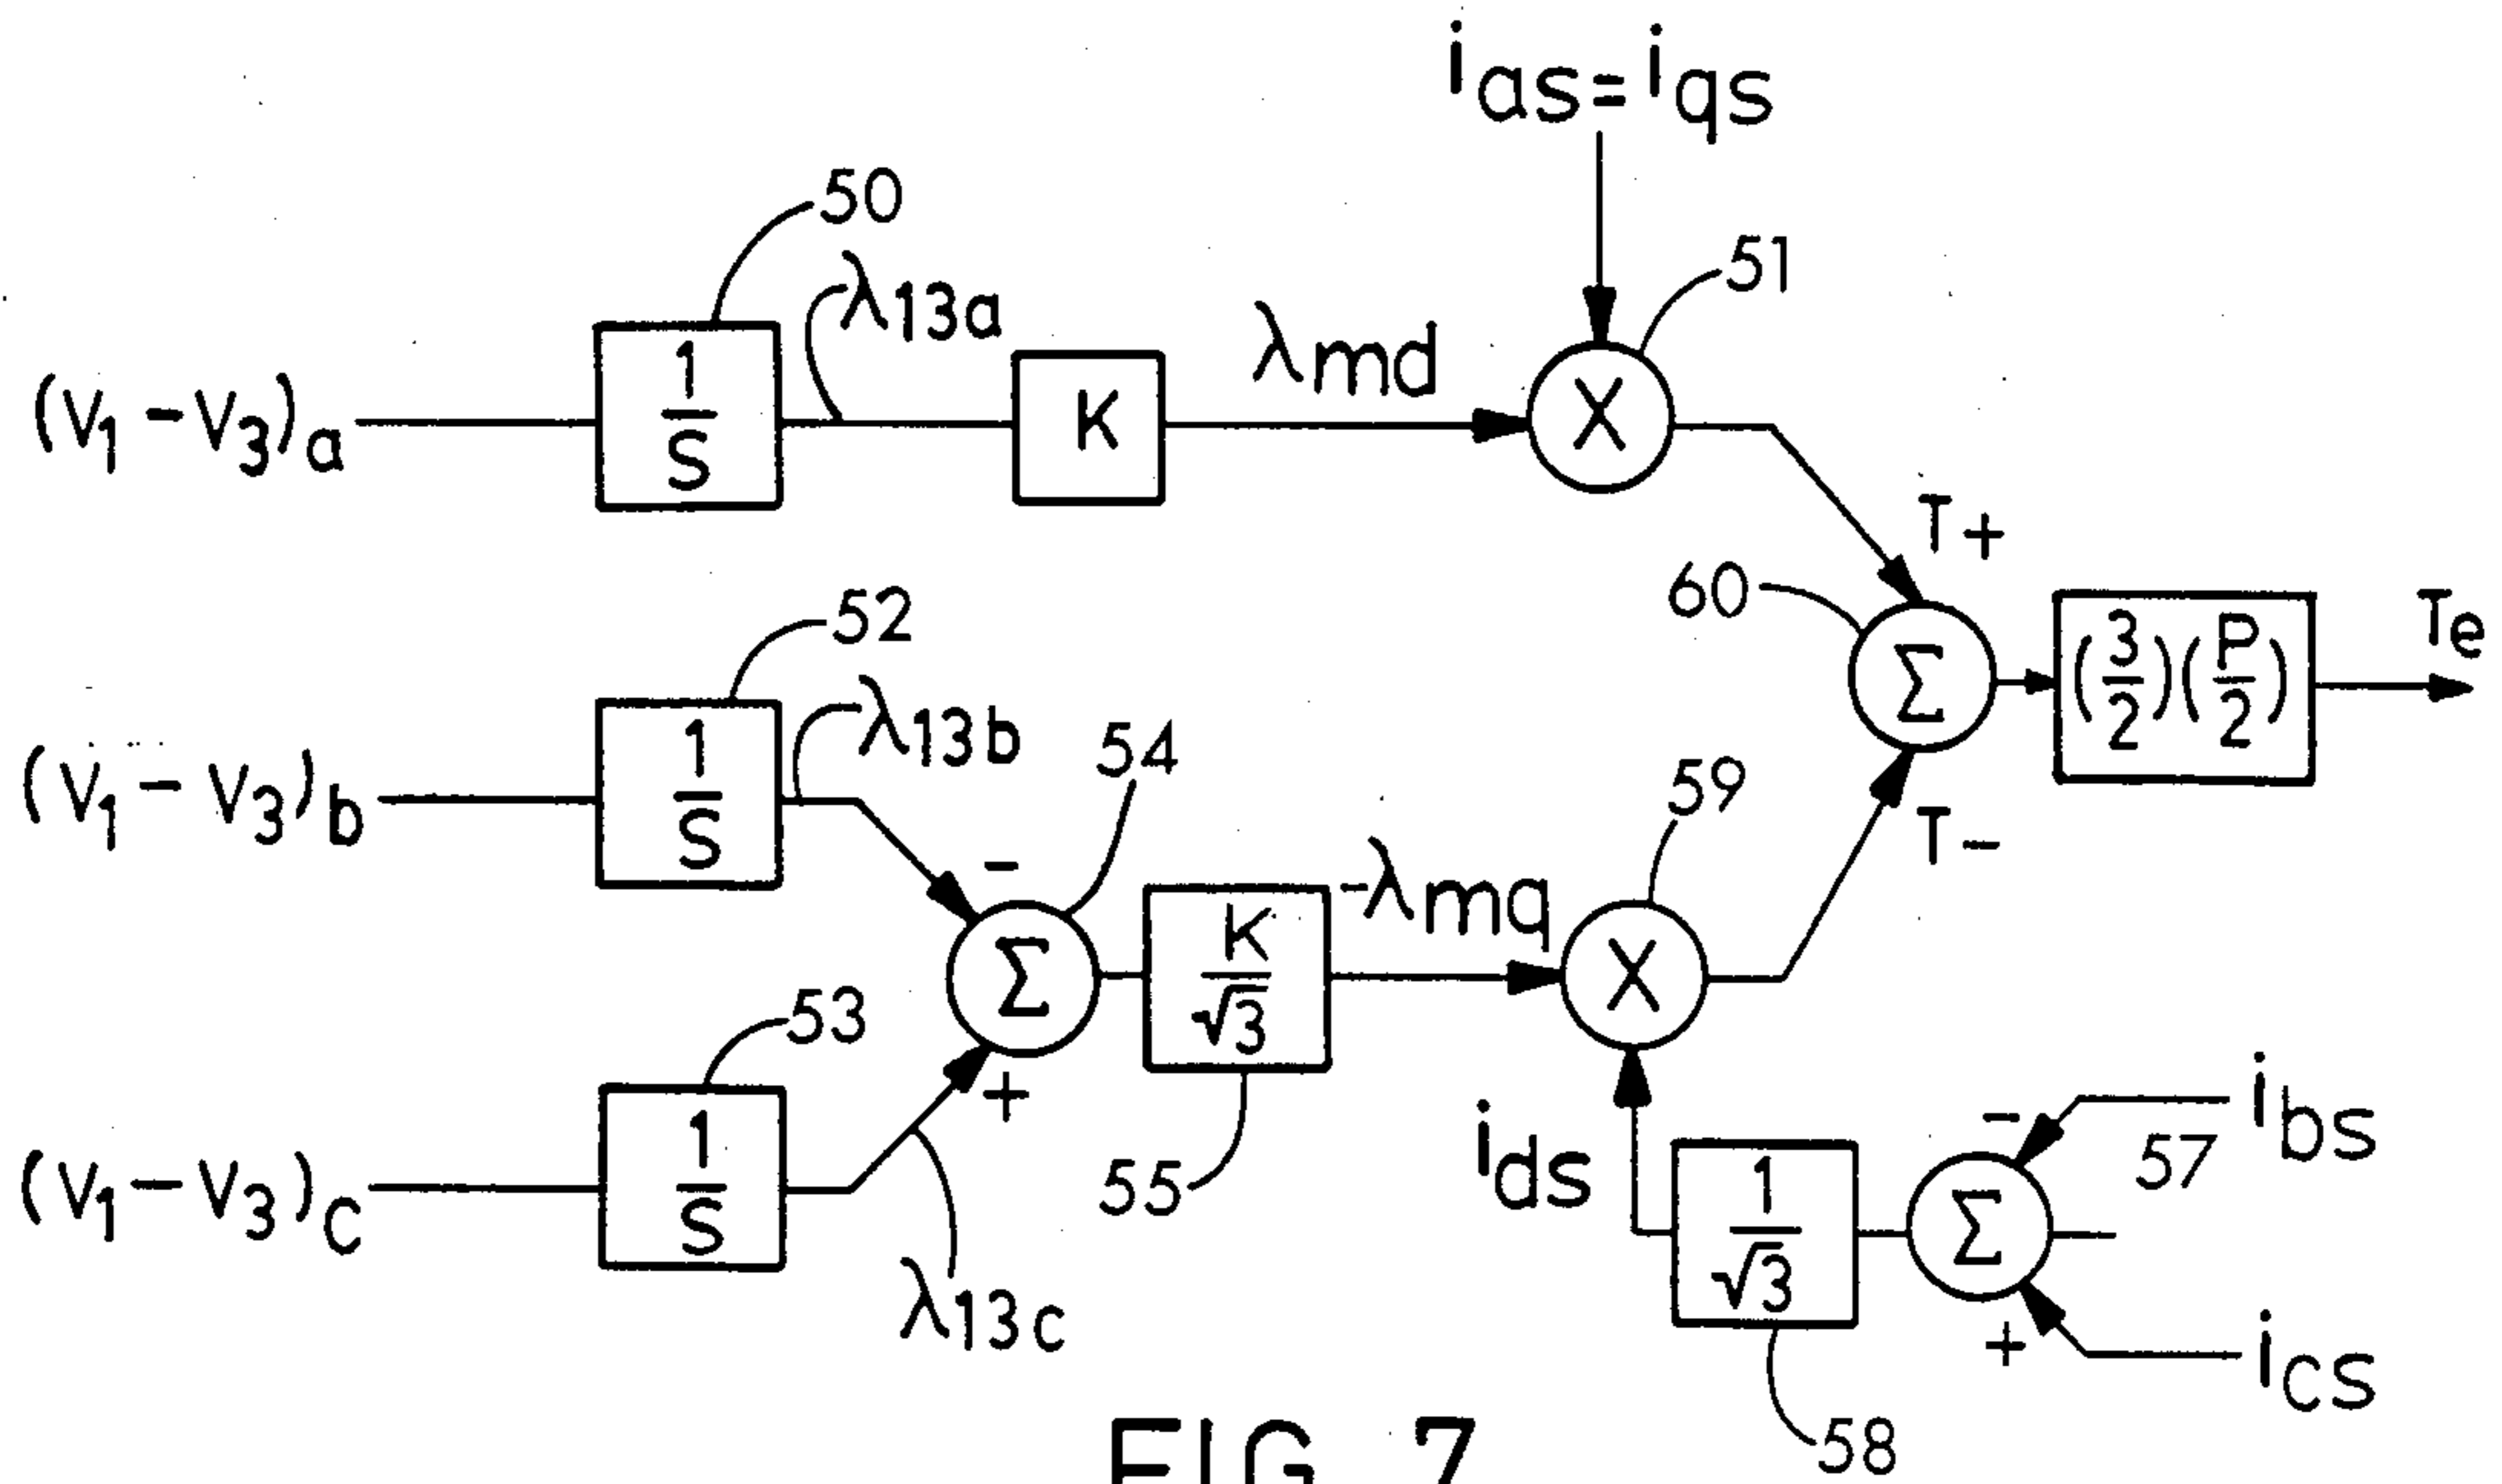 ias = iqs
50
51
λ13a
λmd
(V1 - V3)a
1/S
K
X
T+
52
60
Te
λ13b
54
Σ
(3/2)(P/2)
(V1 - V3)b
1/S
59
T-
-
-λmq
Σ
K/√3
X
53
+
ibs
-
57
(V1 - V3)c
1/S
55
ids
1/√3
Σ
λ13c
+
ics
58
FIG. 7